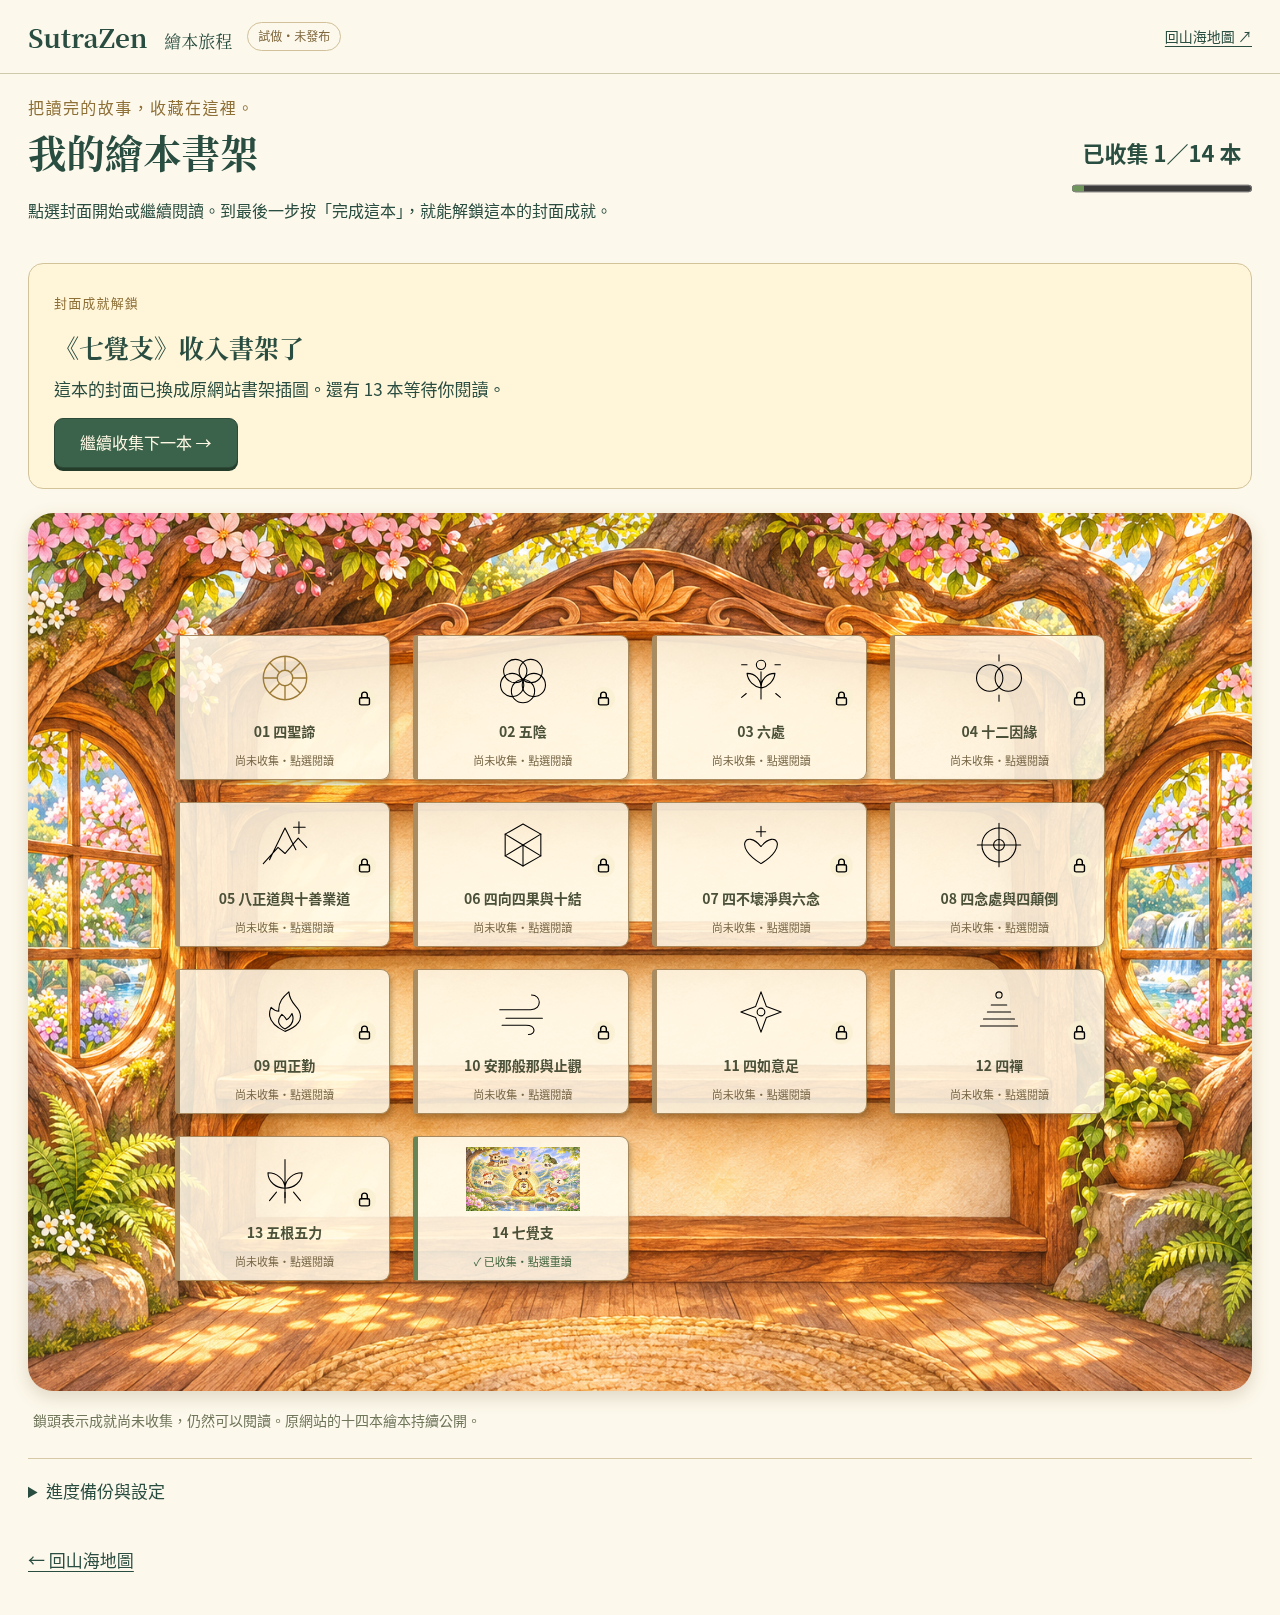 SutraZen 繪本旅程 試做・未發布 回山海地圖 ↗
把讀完的故事，收藏在這裡。
我的繪本書架
已收集 1／14 本
點選封面開始或繼續閱讀。到最後一步按「完成這本」，就能解鎖這本的封面成就。
封面成就解鎖
《七覺支》收入書架了
這本的封面已換成原網站書架插圖。還有 13 本等待你閱讀。
繼續收集下一本 →
01 四聖諦
尚未收集・點選閱讀
02 五陰
尚未收集・點選閱讀
03 六處
尚未收集・點選閱讀
04 十二因緣
尚未收集・點選閱讀
05 八正道與十善業道
尚未收集・點選閱讀
06 四向四果與十結
尚未收集・點選閱讀
07 四不壞淨與六念
尚未收集・點選閱讀
08 四念處與四顛倒
尚未收集・點選閱讀
09 四正勤
尚未收集・點選閱讀
10 安那般那與止觀
尚未收集・點選閱讀
11 四如意足
尚未收集・點選閱讀
12 四禪
尚未收集・點選閱讀
13 五根五力
尚未收集・點選閱讀
14 七覺支
✓ 已收集・點選重讀
鎖頭表示成就尚未收集，仍然可以閱讀。原網站的十四本繪本持續公開。
▶ 進度備份與設定
← 回山海地圖